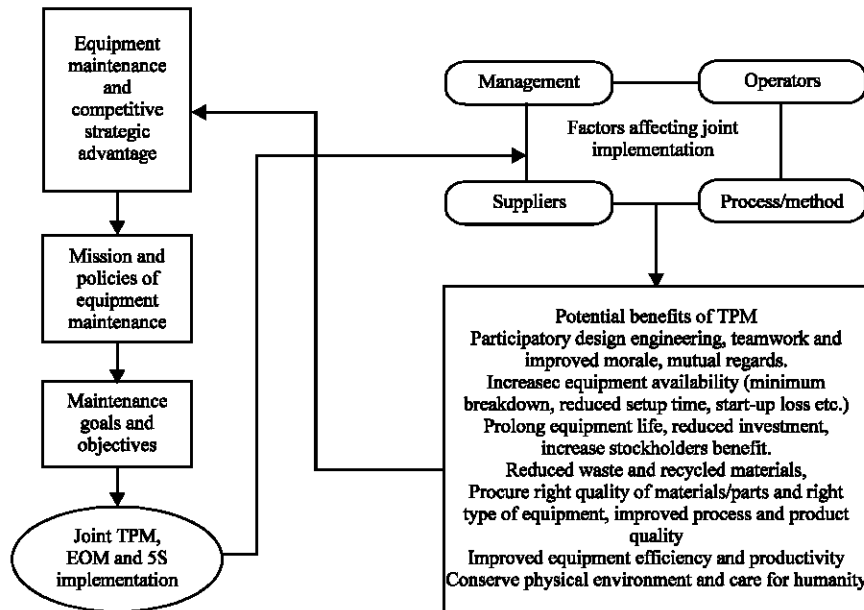 Equipment
maintenance
and
competitive
strategic
advantage
Mission and
policies of
equipment
maintenance
Maintenance
goals and
objectives
Joint TPM,
EOM and 5S
implementation
Management
Operators
Factors affecting joint
implementation
Suppliers
Process/method
Potential benefits of TPM
Participatory design engineering, teamwork and
improved morale, mutual regards.
Increasec equipment availability (minimum
breakdown, reduced setup time, start-up loss etc.)
Prolong equipment life, reduced investment,
increase stockholders benefit.
Reduced waste and recycled materials,
Procure right quality of materials/parts and right
type of equipment, improved process and product
quality
Improved equipment efficiency and productivity
Conserve physical environment and care for humanity